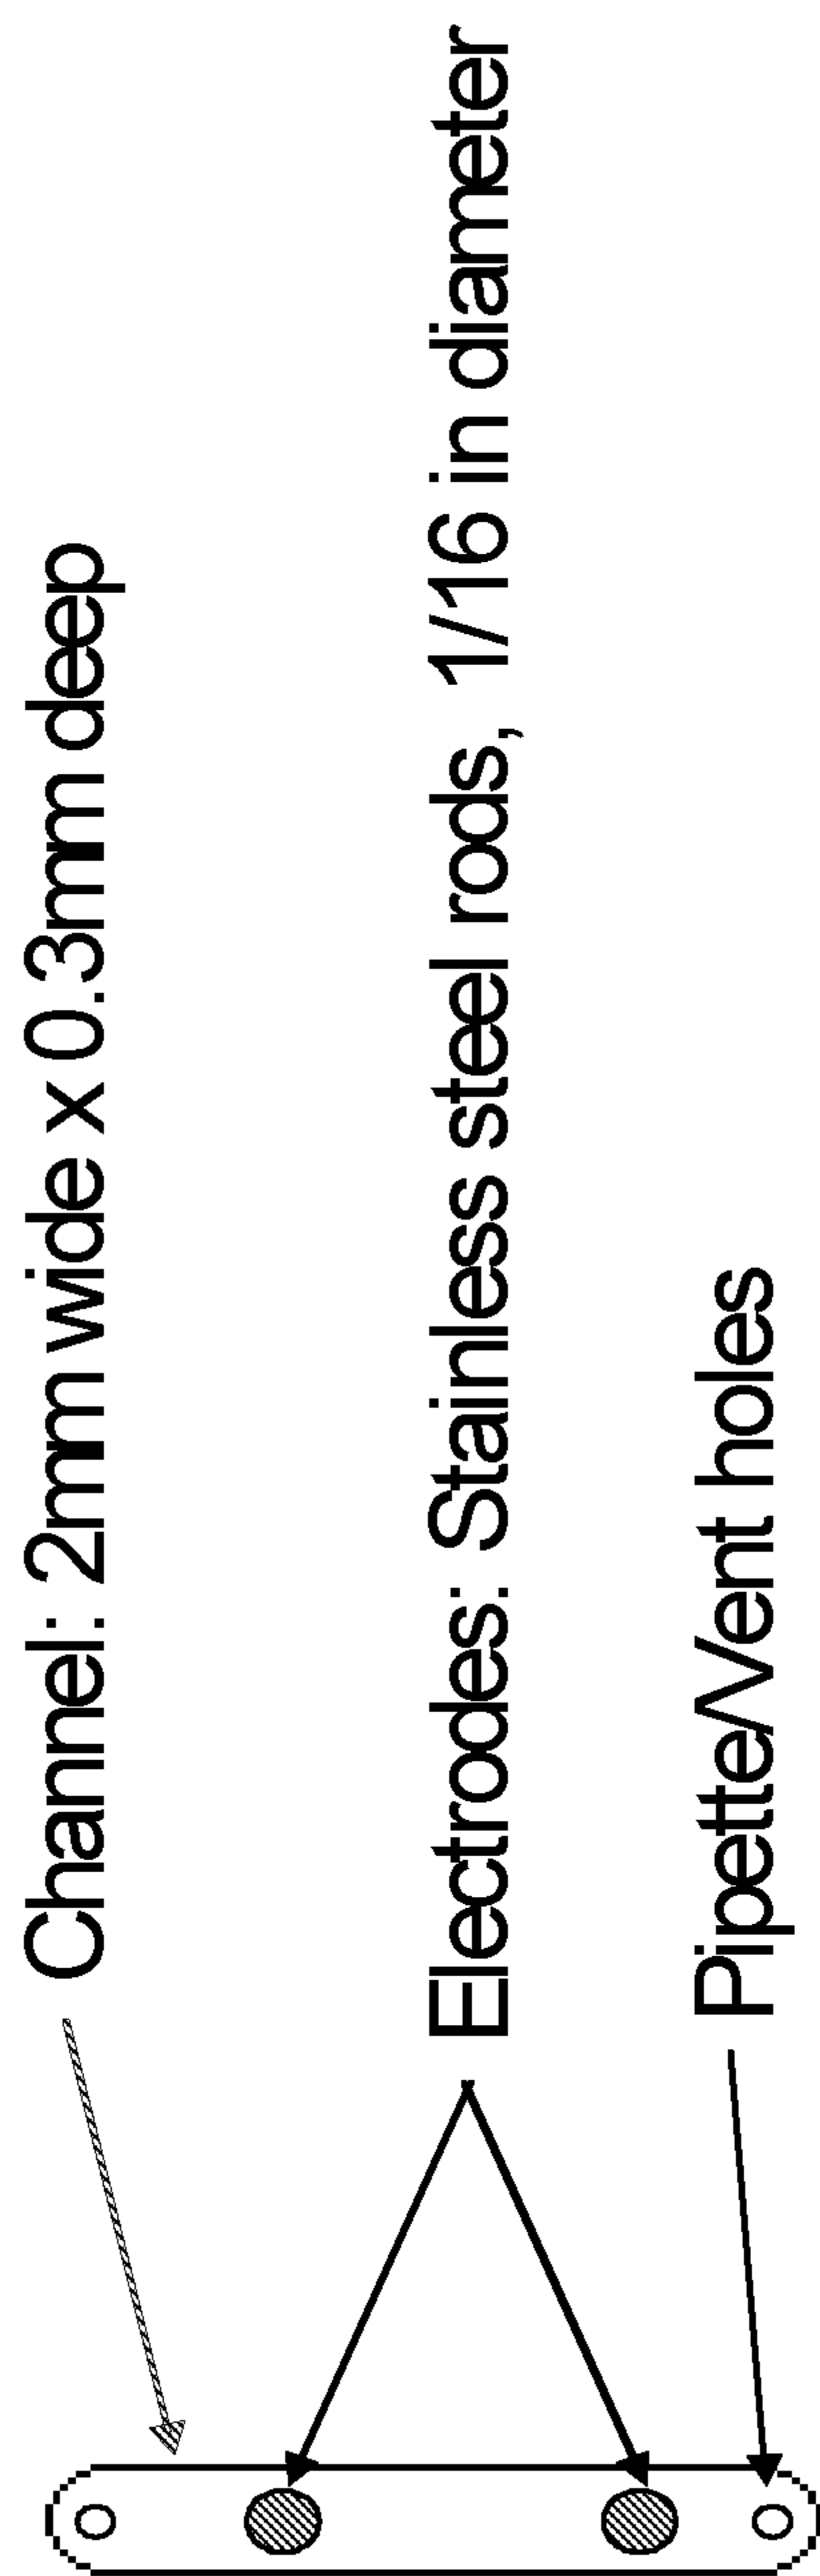 Channel: 2mm wide x 0.3mm deep
Electrodes: Stainless steel rods, 1/16 in diameter
Pipette/Vent holes